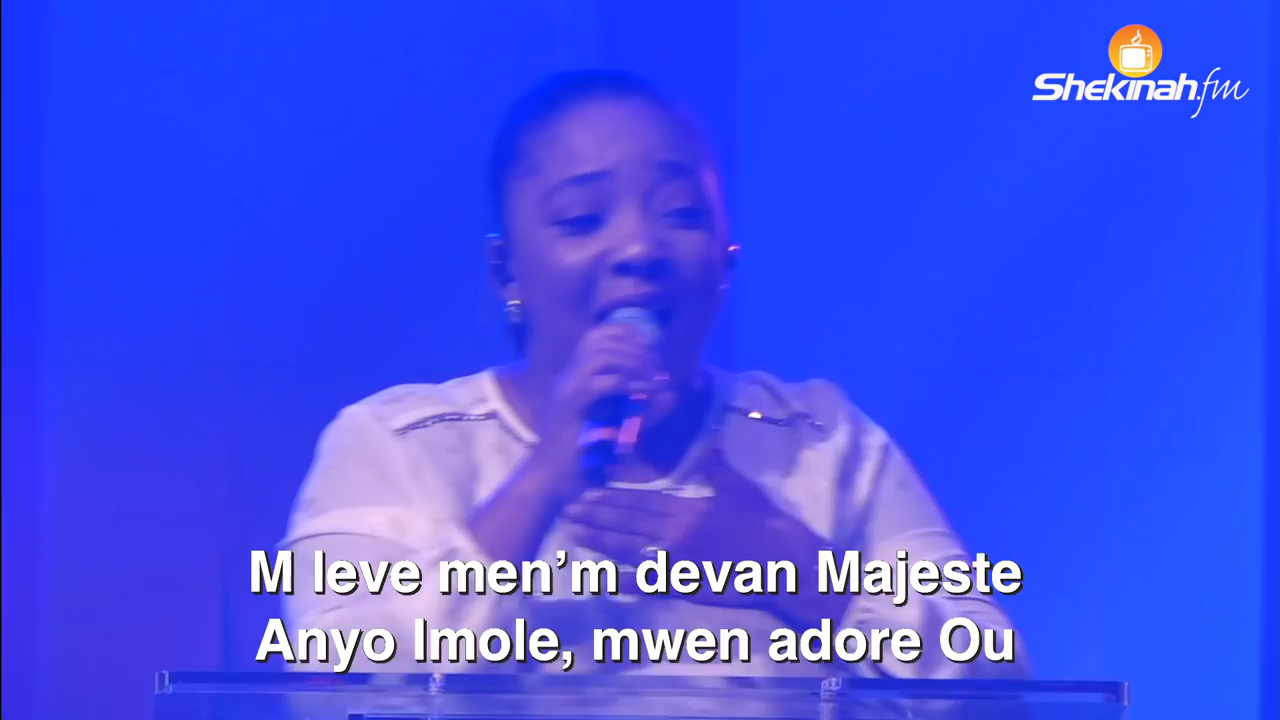 Shekinah.fm
M leve men’m devan Majeste
Anyo Imole, mwen adore Ou